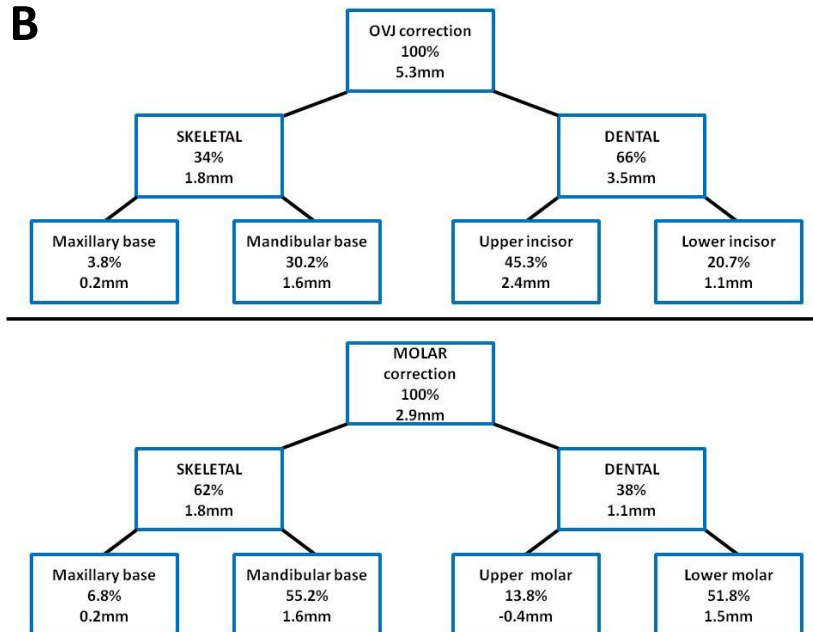 B
OVJ correction
100%
5.3mm
SKELETAL
34%
1.8mm
DENTAL
66%
3.5mm
Maxillary base
3.8%
0.2mm
Mandibular base
30.2%
1.6mm
Upper incisor
45.3%
2.4mm
Lower incisor
20.7%
1.1mm
MOLAR
correction
100%
2.9mm
SKELETAL
62%
1.8mm
DENTAL
38%
1.1mm
Maxillary base
6.8%
0.2mm
Mandibular base
55.2%
1.6mm
Upper molar
13.8%
-0.4mm
Lower molar
51.8%
1.5mm